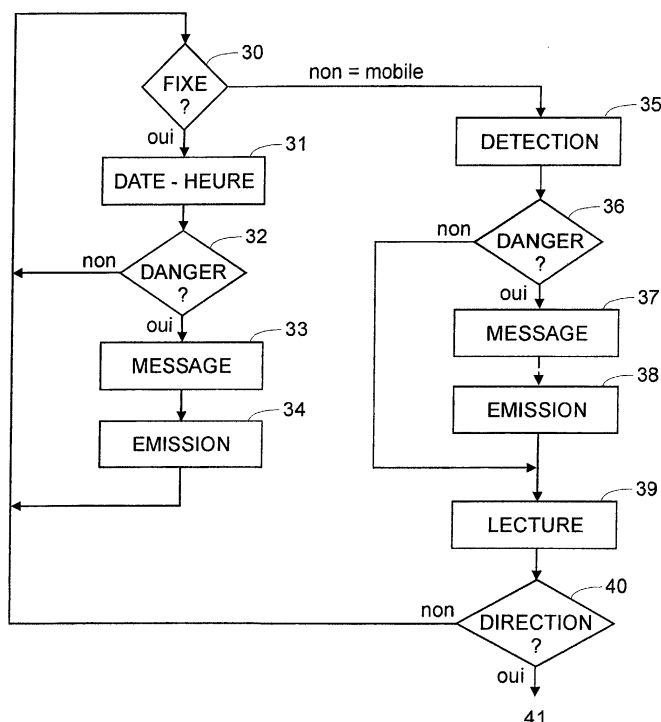 30
FIXE
?
non = mobile
oui
35
DETECTION
31
DATE - HEURE
36
32
non
DANGER
?
oui
non
DANGER
?
oui
37
MESSAGE
33
MESSAGE
38
EMISSION
34
EMISSION
39
LECTURE
40
non
DIRECTION
?
oui
41